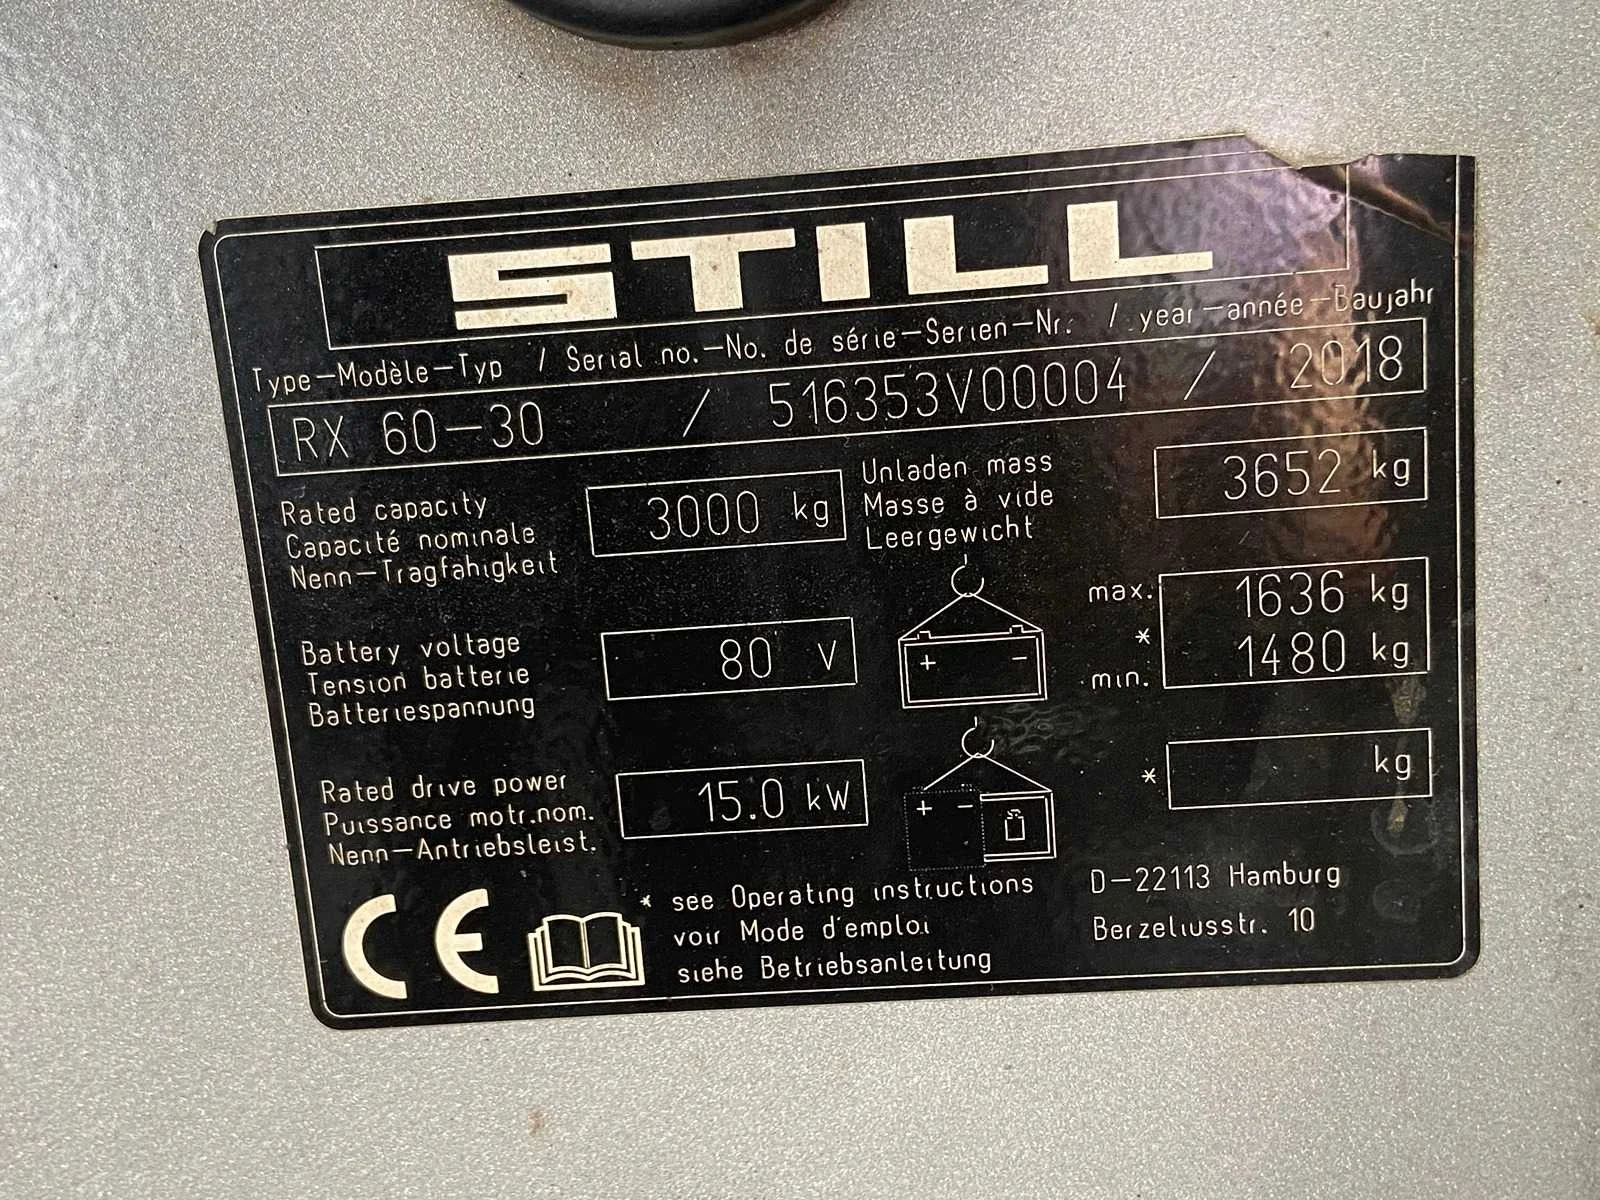 STILL
Type-Modèle-Typ / Serial no.-No. de série-Serien-Nr. / year-année-Baujahr
RX 60-30 / 516353V00004 / 2018
Rated capacity
Capacité nominale
Nenn-Tragfähigkeit
3000 kg
Unladen mass
Masse à vide
Leergewicht
3652 kg
Battery voltage
Tension batterie
Batteriespannung
80 V
+ -
max. 1636 kg
*
min. 1480 kg
Rated drive power
Puissance motr.nom.
Nenn-Antriebsleist.
15.0 kW
+ -
* kg
CE
* see Operating instructions
voir Mode d'emploi
siehe Betriebsanleitung
D-22113 Hamburg
Berzeliusstr. 10